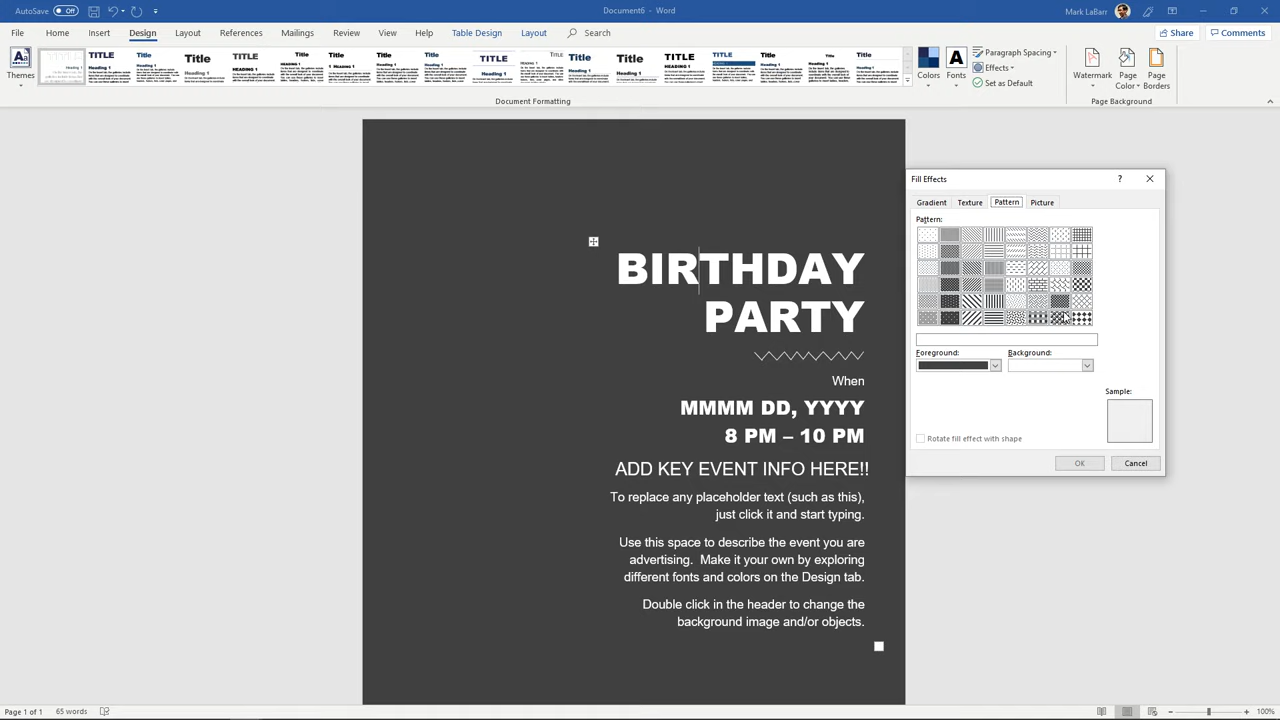 AutoSave Off
Document6 - Word
Mark LaBarr
File Home Insert Design Layout References Mailings Review View Help Table Design Layout Search
Share Comments
Colors
Fonts
Paragraph Spacing
Effects
Set as Default
Watermark
Page Color
Page Borders
Document Formatting
Page Background
BIRTHDAY
PARTY
When
MMMM DD, YYYY
8 PM – 10 PM
ADD KEY EVENT INFO HERE!!
To replace any placeholder text (such as this),
just click it and start typing.
Use this space to describe the event you are
advertising. Make it your own by exploring
different fonts and colors on the Design tab.
Double click in the header to change the
background image and/or objects.
Fill Effects
Gradient Texture Pattern Picture
Pattern:
Foreground: Background:
Sample:
Rotate fill effect with shape
OK Cancel
Page 1 of 1 65 words
100%